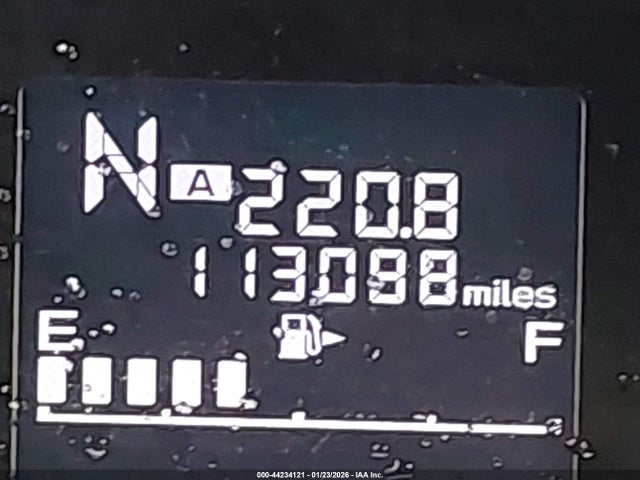 N A 220.8
113098 miles
E F
000-44234121 - 01/23/2026 - IAA Inc.